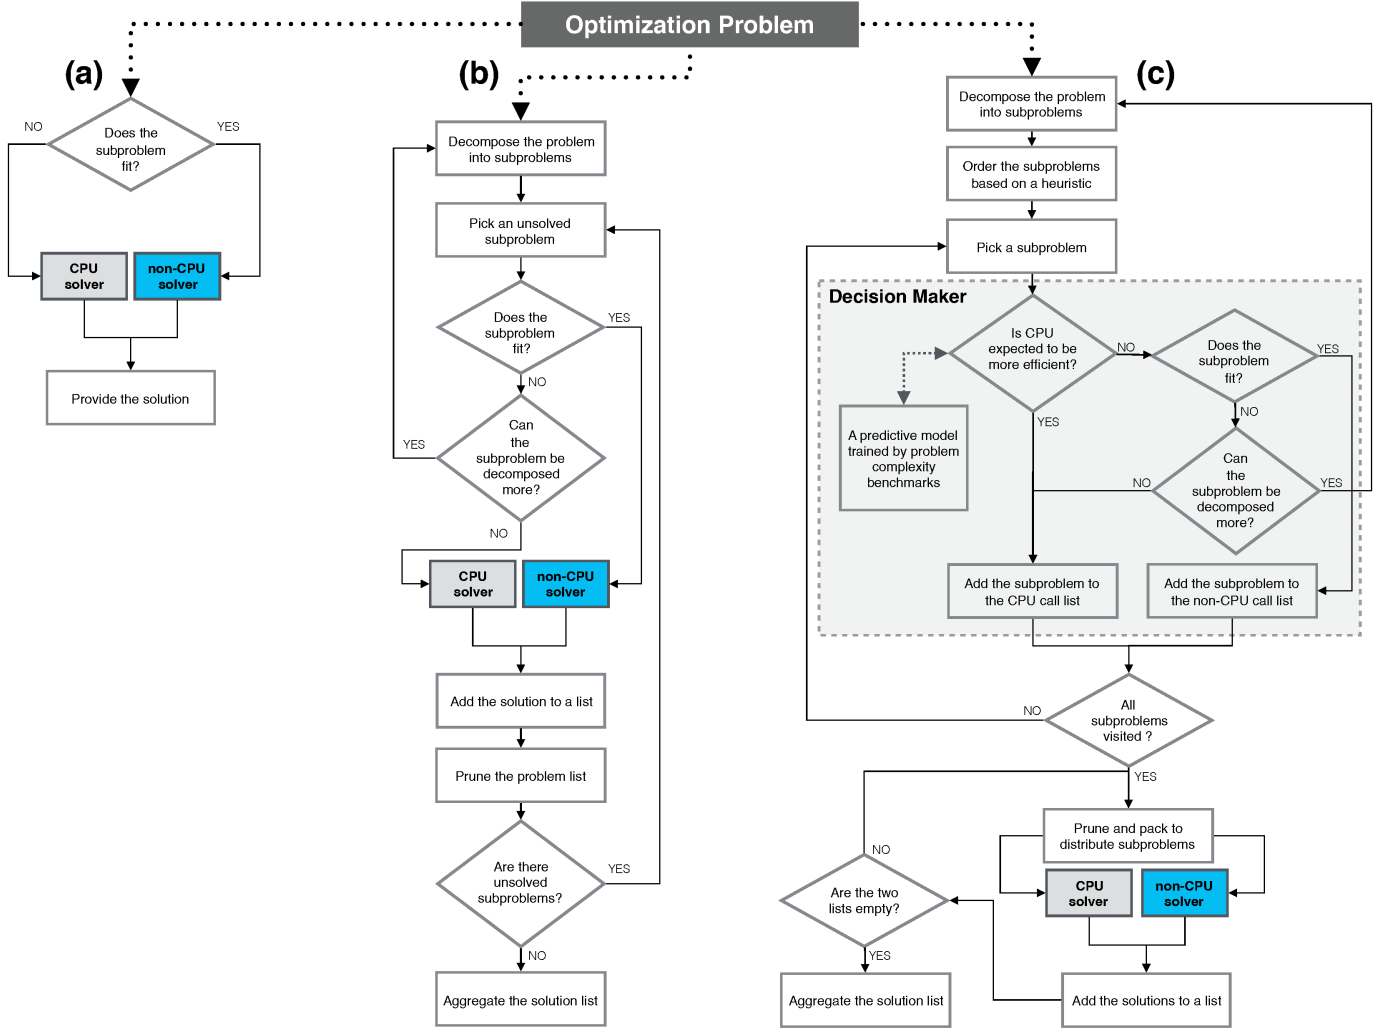 Optimization Problem
(a)
Does the
subproblem
fit?
NO
YES
CPU
solver
non-CPU
solver
Provide the solution
(b)
Decompose the problem
into subproblems
Pick an unsolved
subproblem
Does the
subproblem
fit?
YES
NO
Can
the
subproblem be
decomposed
more?
YES
NO
CPU
solver
non-CPU
solver
Add the solution to a list
Prune the problem list
Are there
unsolved
subproblems?
YES
NO
Aggregate the solution list
(c)
Decompose the problem
into subproblems
Order the subproblems
based on a heuristic
Pick a subproblem
Decision Maker
Is CPU
expected to be
more efficient?
NO
YES
A predictive model
trained by problem
complexity
benchmarks
Does the
subproblem
fit?
YES
NO
Can
the
subproblem be
decomposed
more?
NO
YES
Add the subproblem to
the CPU call list
Add the subproblem to
the non-CPU call list
All
subproblems
visited ?
NO
YES
Prune and pack to
distribute subproblems
CPU
solver
non-CPU
solver
Add the solutions to a list
Are the two
lists empty?
NO
YES
Aggregate the solution list